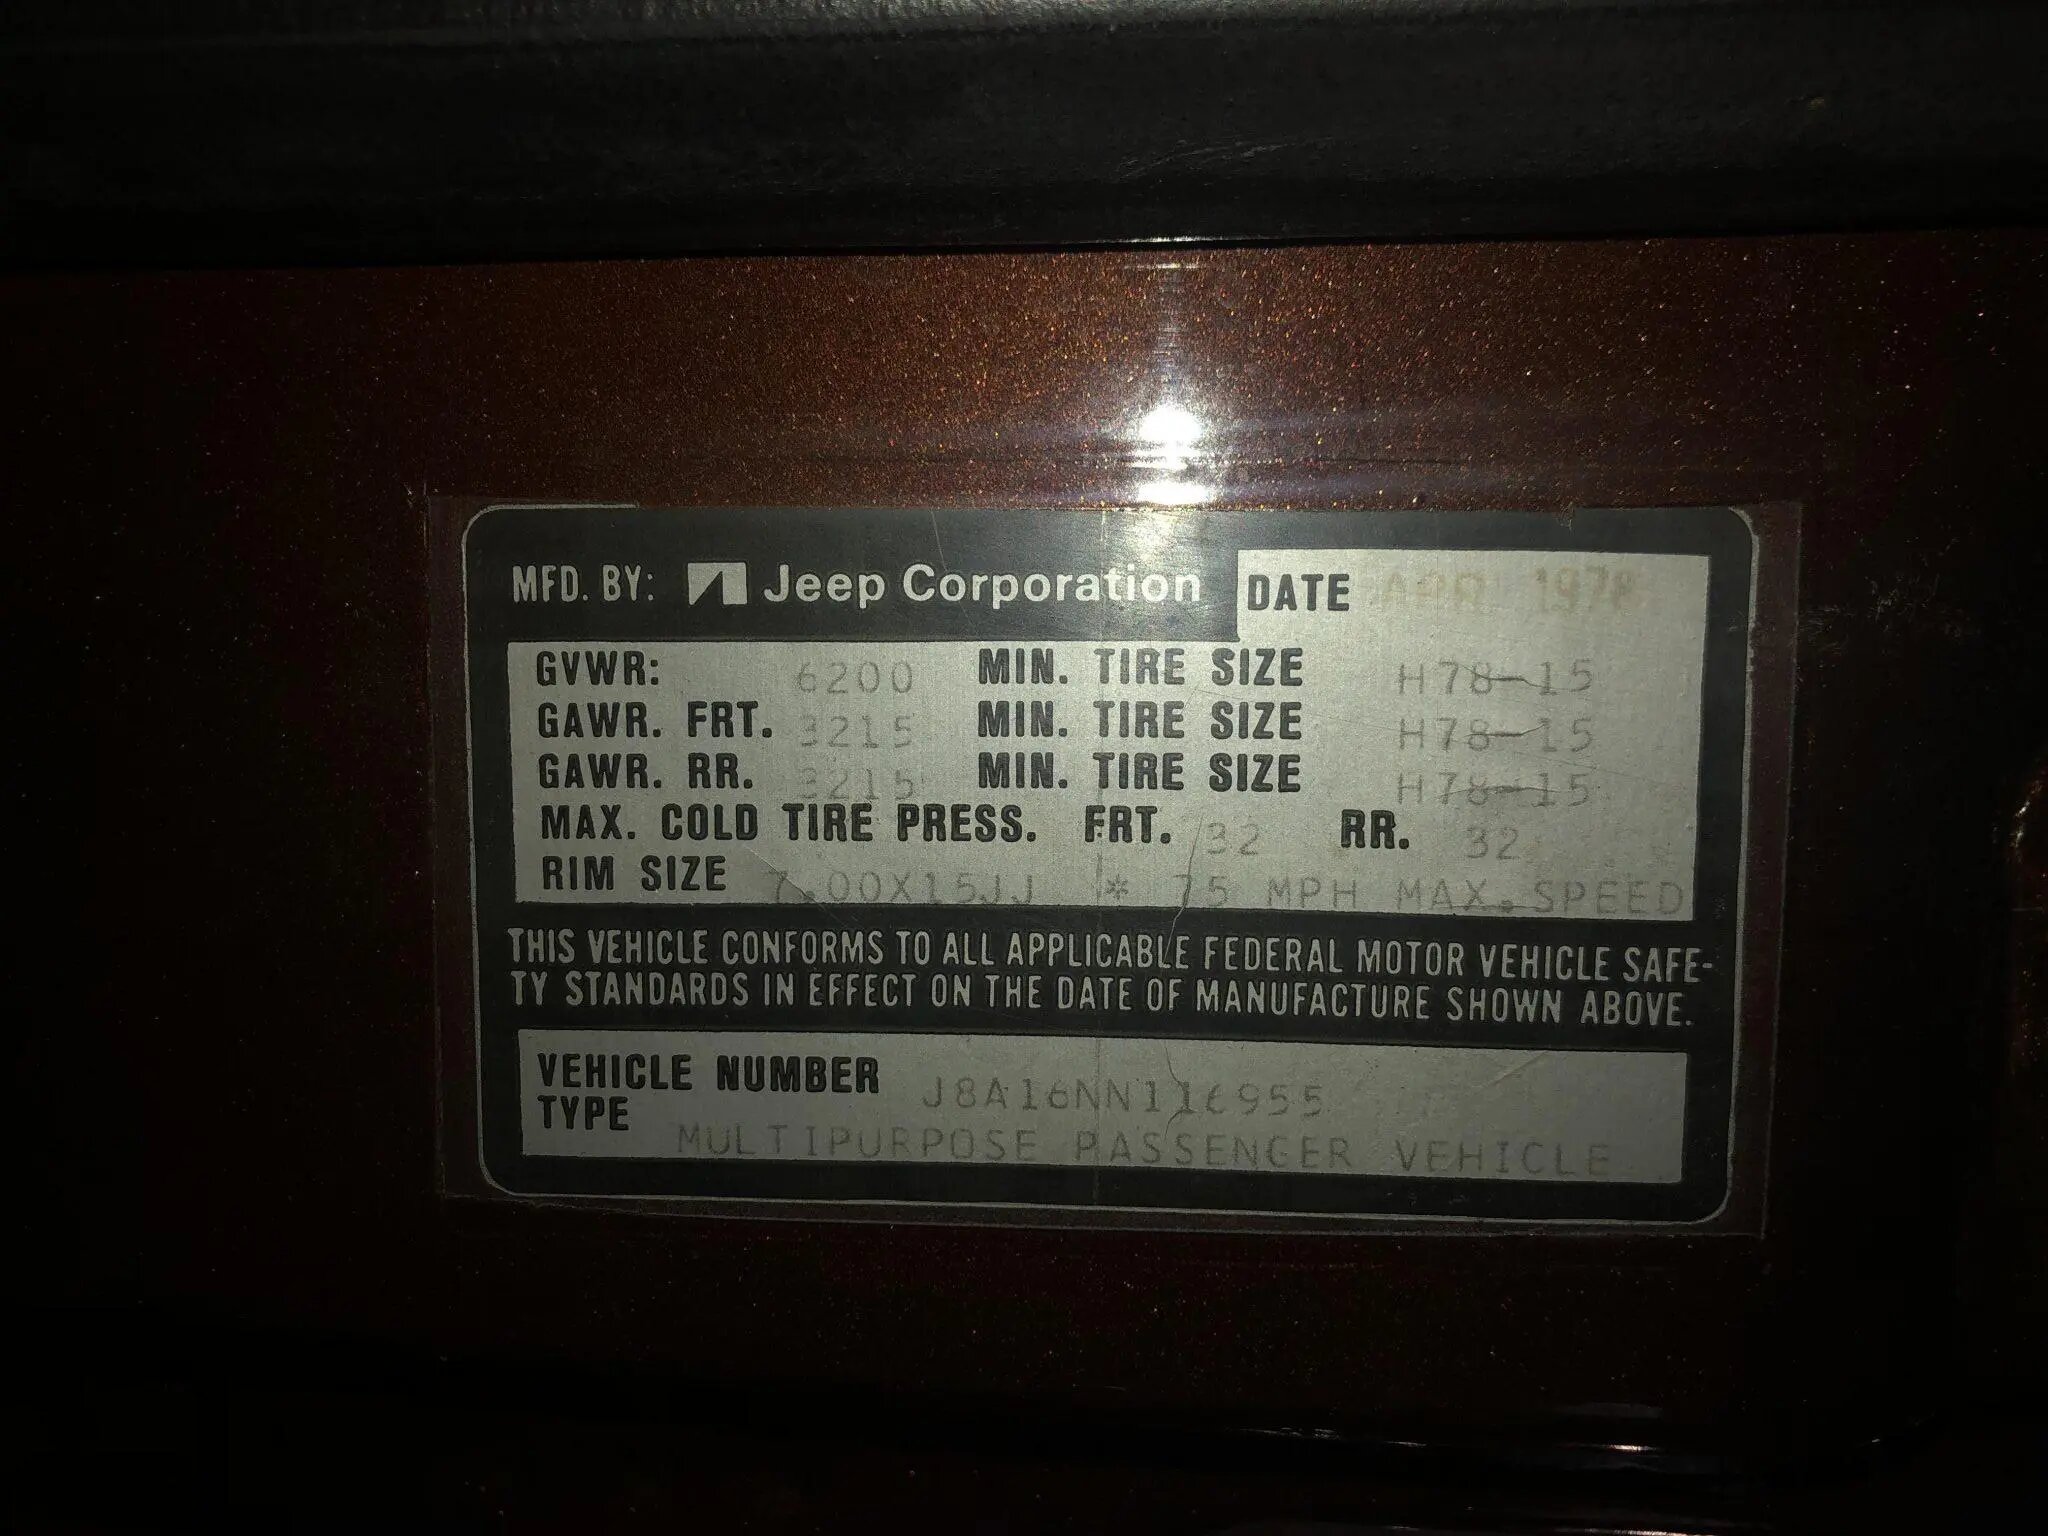 MFD. BY: Jeep Corporation DATE APR 1978
GVWR: 6200 MIN. TIRE SIZE H78-15
GAWR. FRT. 3215 MIN. TIRE SIZE H78-15
GAWR. RR. 3215 MIN. TIRE SIZE H78-15
MAX. COLD TIRE PRESS. FRT. 32 RR. 32
RIM SIZE 7.00X15JJ * 75 MPH MAX. SPEED
THIS VEHICLE CONFORMS TO ALL APPLICABLE FEDERAL MOTOR VEHICLE SAFE-
TY STANDARDS IN EFFECT ON THE DATE OF MANUFACTURE SHOWN ABOVE.
VEHICLE NUMBER J8A16NN116955
TYPE MULTIPURPOSE PASSENGER VEHICLE